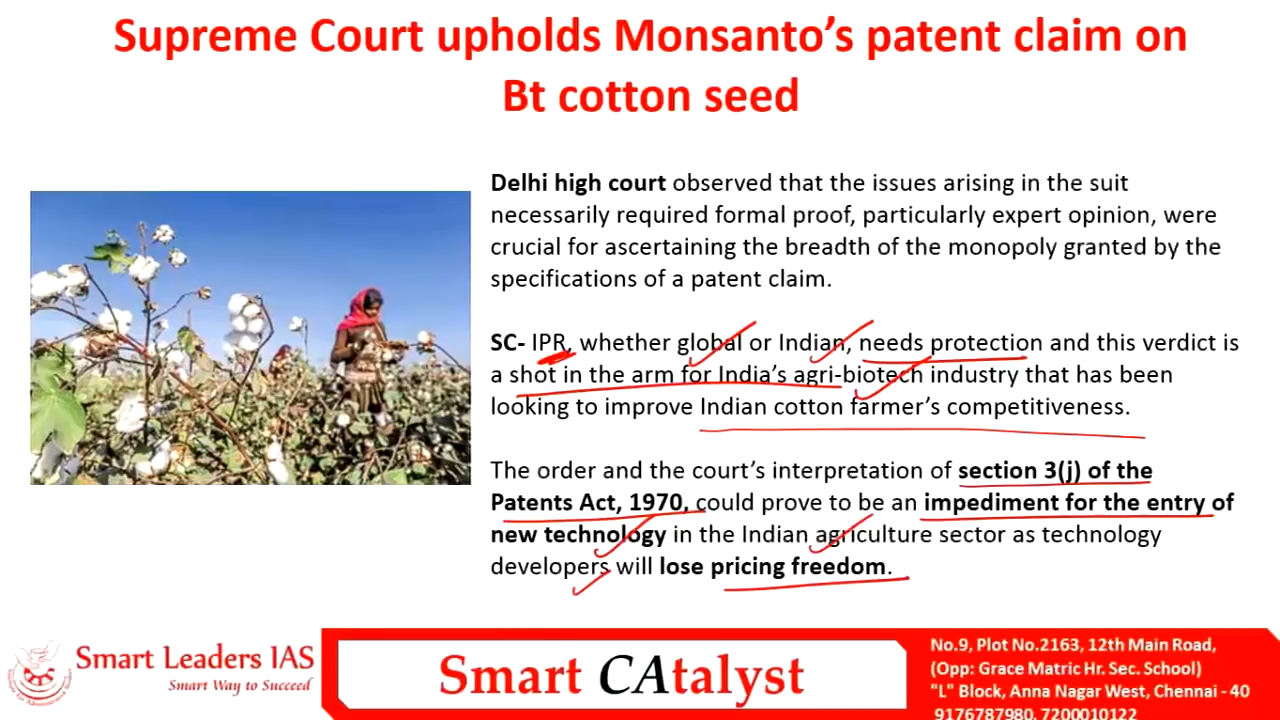 Supreme Court upholds Monsanto's patent claim on
Bt cotton seed
Delhi high court observed that the issues arising in the suit
necessarily required formal proof, particularly expert opinion, were
crucial for ascertaining the breadth of the monopoly granted by the
specifications of a patent claim.
SC- IPR, whether global or Indian, needs protection and this verdict is
a shot in the arm for India's agri-biotech industry that has been
looking to improve Indian cotton farmer's competitiveness.
The order and the court's interpretation of section 3(j) of the
Patents Act, 1970, could prove to be an impediment for the entry of
new technology in the Indian agriculture sector as technology
developers will lose pricing freedom.
Smart Leaders IAS
Smart Way to Succeed
Smart CAtalyst
No.9, Plot No.2163, 12th Main Road,
(Opp: Grace Matric Hr. Sec. School)
"L" Block, Anna Nagar West, Chennai - 40
9176787980, 7200010122